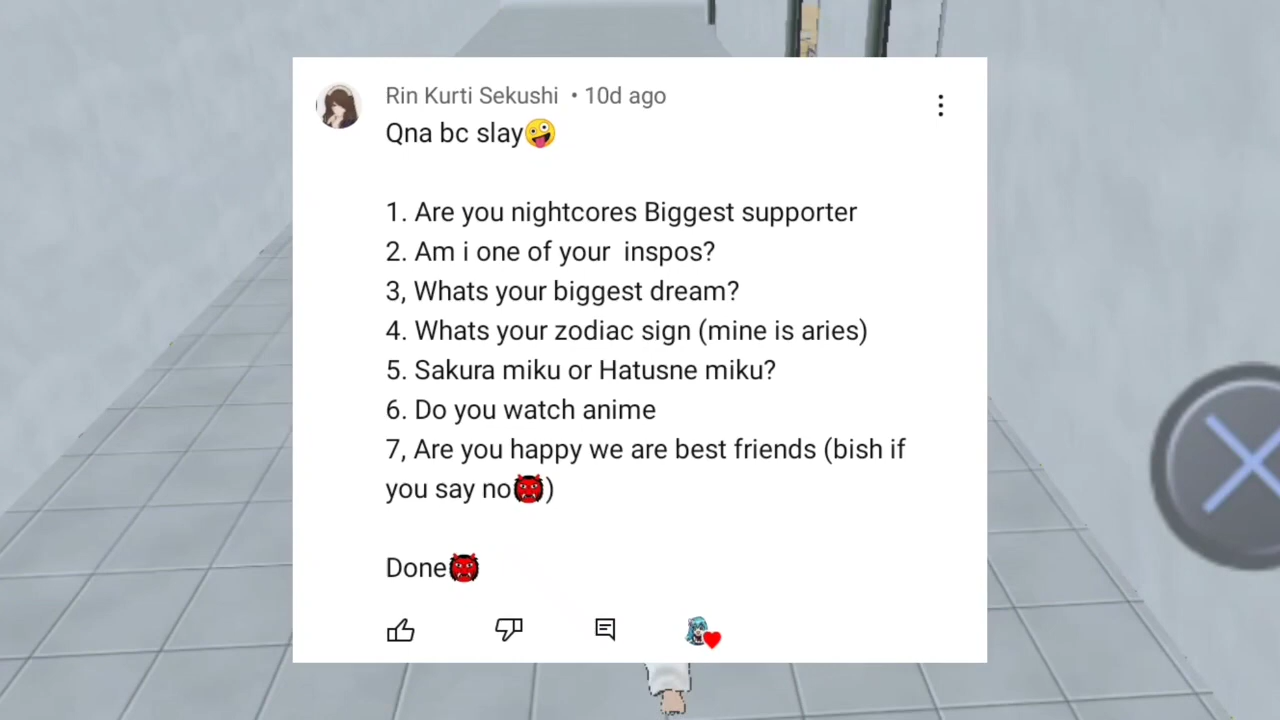 Rin Kurti Sekushi • 10d ago
Qna bc slay🤪
1. Are you nightcores Biggest supporter
2. Am i one of your  inspos?
3, Whats your biggest dream?
4. Whats your zodiac sign (mine is aries)
5. Sakura miku or Hatusne miku?
6. Do you watch anime
7, Are you happy we are best friends (bish if
you say no👹)
Done👹